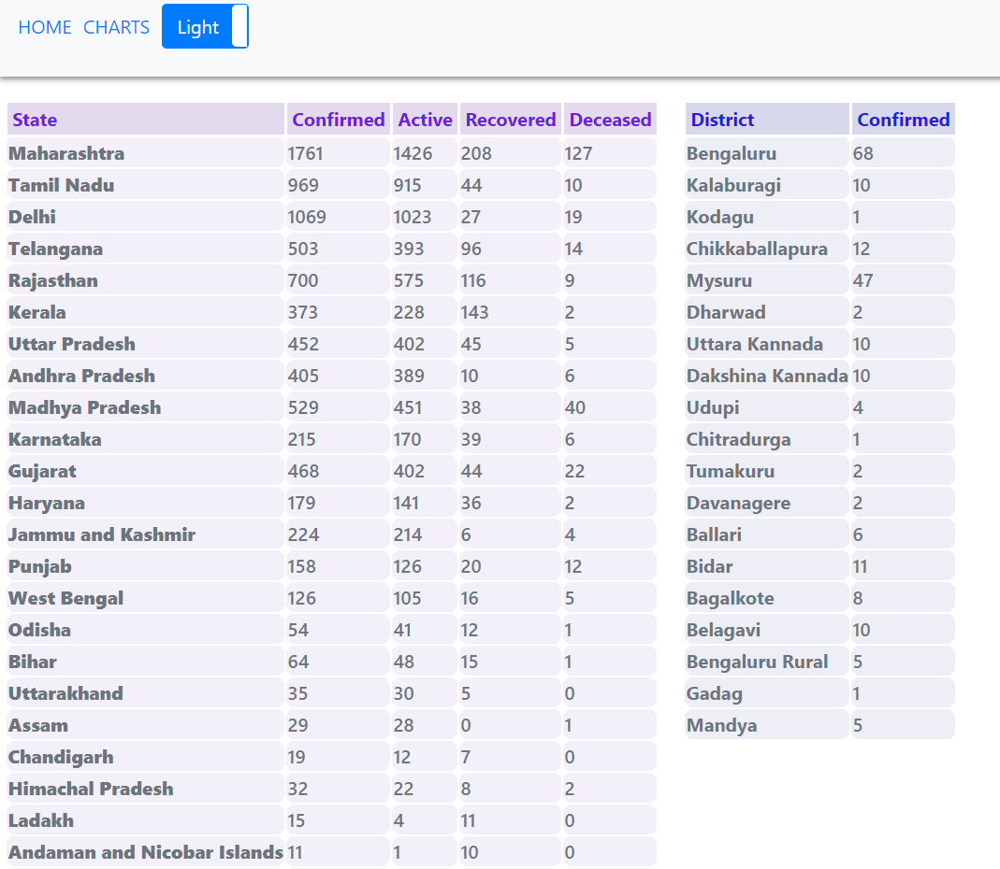 HOME CHARTS Light
State Confirmed Active Recovered Deceased
Maharashtra 1761 1426 208 127
Tamil Nadu 969 915 44 10
Delhi 1069 1023 27 19
Telangana 503 393 96 14
Rajasthan 700 575 116 9
Kerala 373 228 143 2
Uttar Pradesh 452 402 45 5
Andhra Pradesh 405 389 10 6
Madhya Pradesh 529 451 38 40
Karnataka 215 170 39 6
Gujarat 468 402 44 22
Haryana 179 141 36 2
Jammu and Kashmir 224 214 6 4
Punjab 158 126 20 12
West Bengal 126 105 16 5
Odisha 54 41 12 1
Bihar 64 48 15 1
Uttarakhand 35 30 5 0
Assam 29 28 0 1
Chandigarh 19 12 7 0
Himachal Pradesh 32 22 8 2
Ladakh 15 4 11 0
Andaman and Nicobar Islands 11 1 10 0
District Confirmed
Bengaluru 68
Kalaburagi 10
Kodagu 1
Chikkaballapura 12
Mysuru 47
Dharwad 2
Uttara Kannada 10
Dakshina Kannada 10
Udupi 4
Chitradurga 1
Tumakuru 2
Davanagere 2
Ballari 6
Bidar 11
Bagalkote 8
Belagavi 10
Bengaluru Rural 5
Gadag 1
Mandya 5